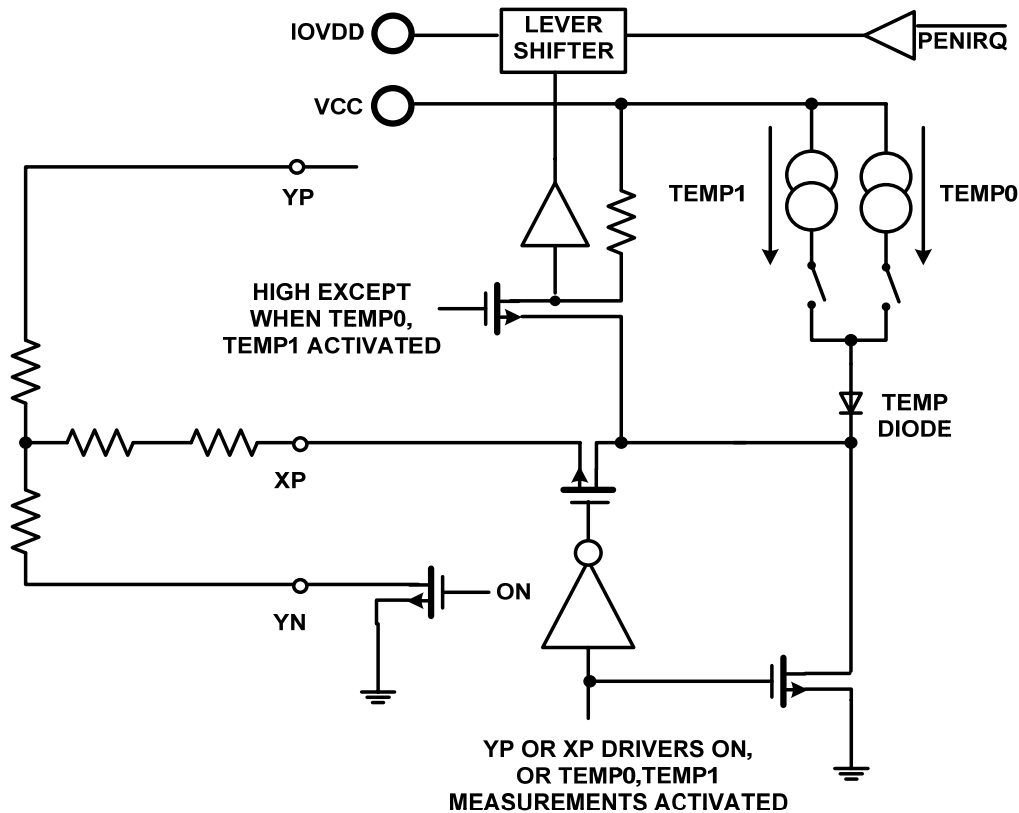 IOVDD
LEVER
SHIFTER
PENIRQ
VCC
YP
TEMP1
TEMP0
HIGH EXCEPT
WHEN TEMP0,
TEMP1 ACTIVATED
TEMP
DIODE
XP
ON
YN
YP OR XP DRIVERS ON,
OR TEMP0,TEMP1
MEASUREMENTS ACTIVATED